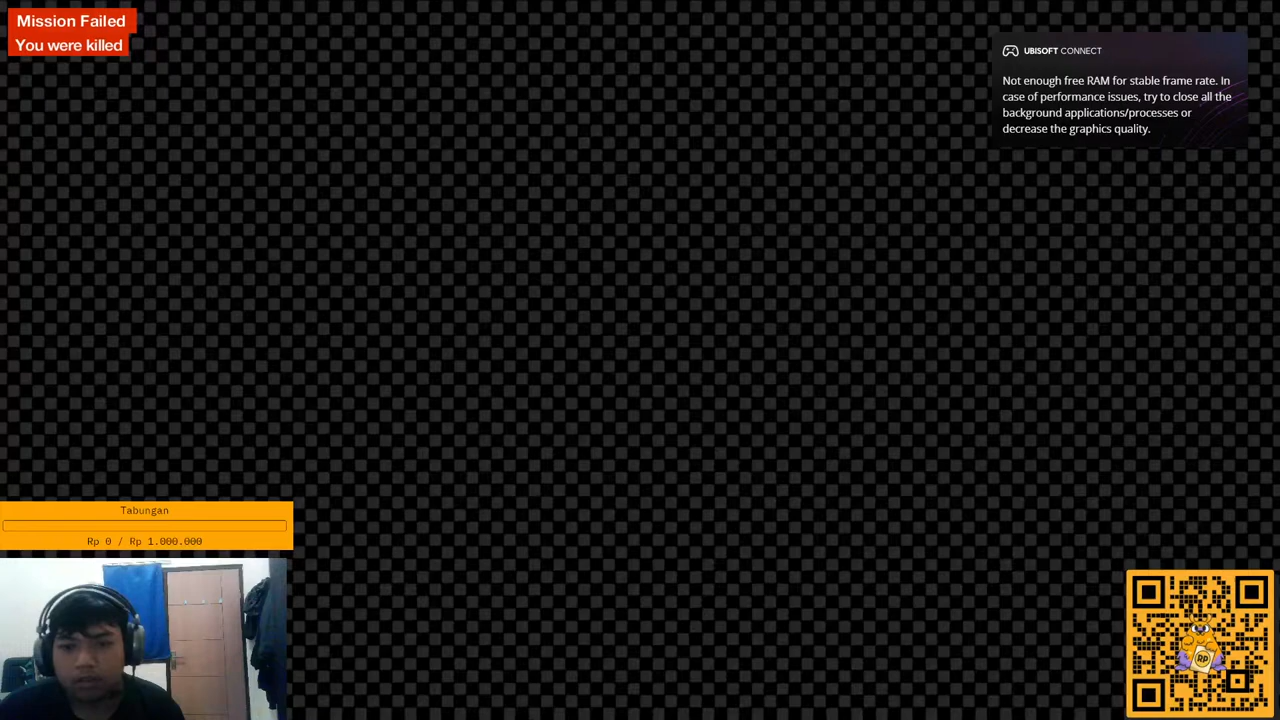 Mission Failed
You were killed
UBISOFT CONNECT
Not enough free RAM for stable frame rate. In
case of performance issues, try to close all the
background applications/processes or
decrease the graphics quality.
Tabungan
Rp 0 / Rp 1.000.000
RP